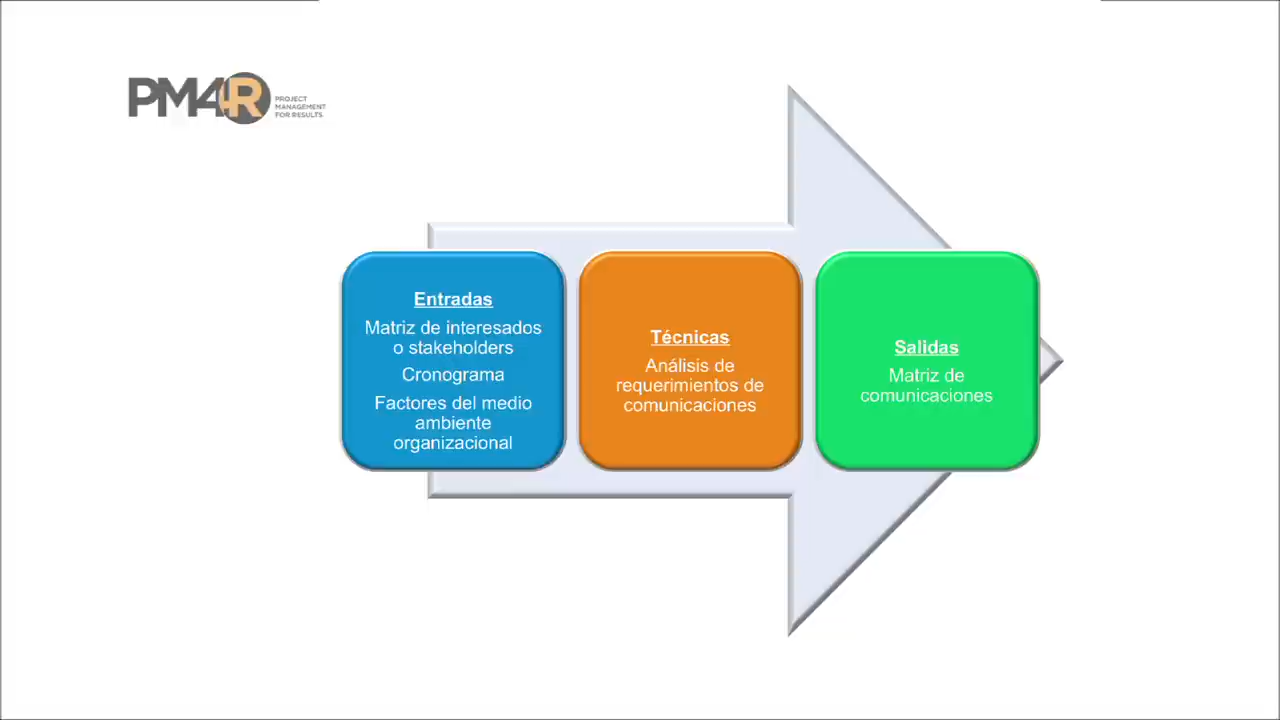 PM4R
PROJECT
MANAGEMENT
FOR RESULTS
Entradas
Matriz de interesados
o stakeholders
Cronograma
Factores del medio
ambiente
organizacional
Técnicas
Análisis de
requerimientos de
comunicaciones
Salidas
Matriz de
comunicaciones